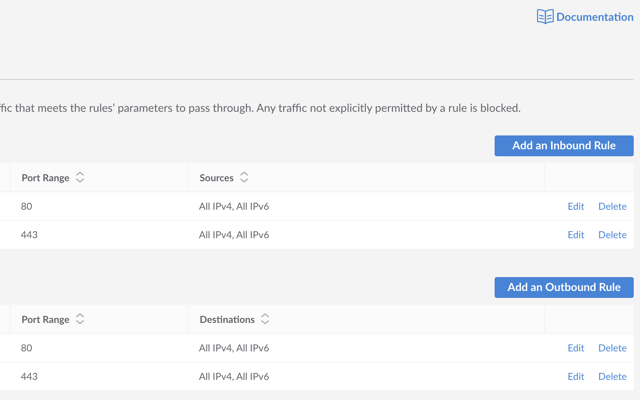 Documentation
ffic that meets the rules’ parameters to pass through. Any traffic not explicitly permitted by a rule is blocked.
Add an Inbound Rule
Port Range Sources
80 All IPv4, All IPv6 Edit Delete
443 All IPv4, All IPv6 Edit Delete
Add an Outbound Rule
Port Range Destinations
80 All IPv4, All IPv6 Edit Delete
443 All IPv4, All IPv6 Edit Delete